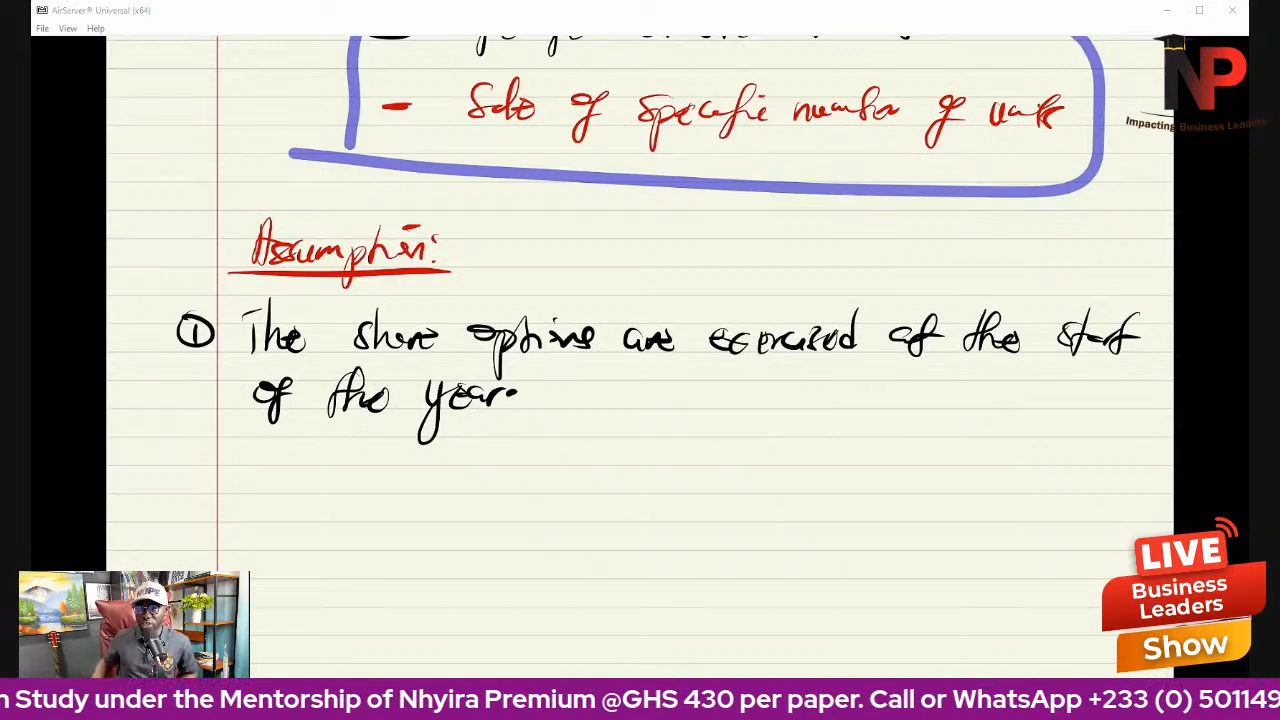 AirServer® Universal (x64)
File View Help
- Sale of specific number of units
NP
Impacting Business Leaders
Assumption:
① The share options are exercised at the start
of the year.
LIVE
Business
Leaders
Show
n Study under the Mentorship of Nhyira Premium @GHS 430 per paper. Call or WhatsApp +233 (0) 501149